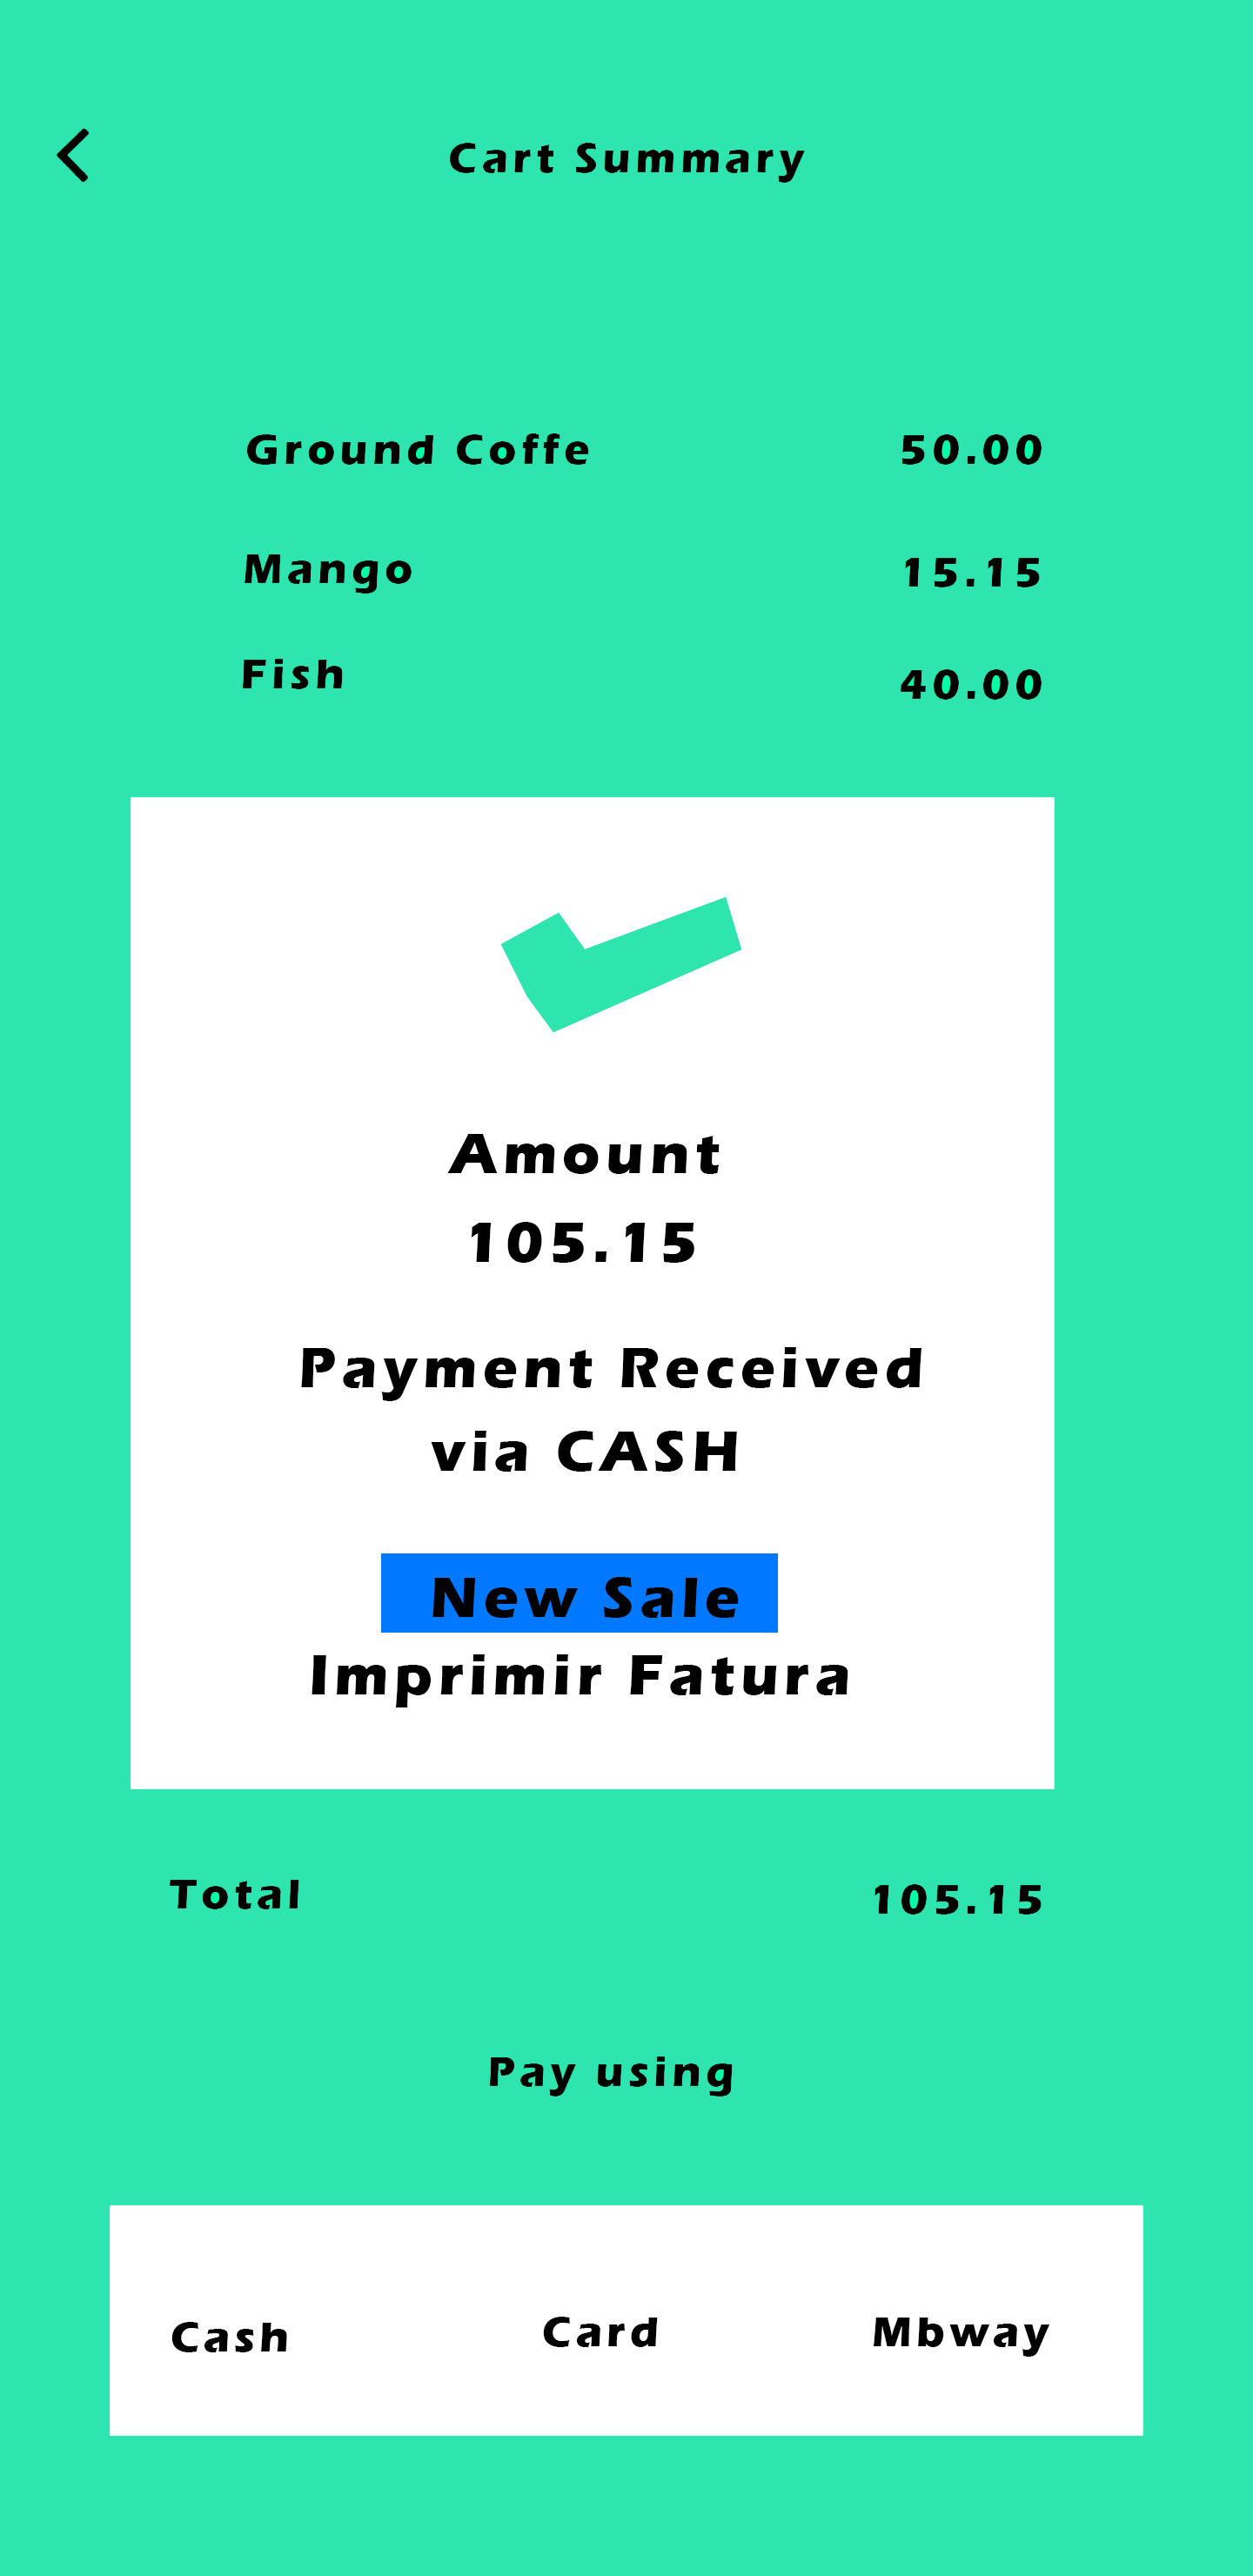 Cart Summary
Ground Coffe 50.00
Mango 15.15
Fish 40.00
Amount
105.15
Payment Received
via CASH
New Sale
Imprimir Fatura
Total 105.15
Pay using
Cash Card Mbway